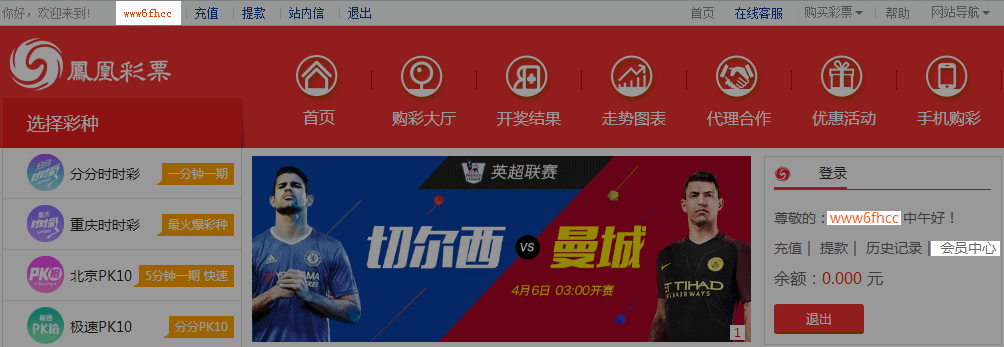 你好，欢迎来到! www6fhcc 充值 提款 站内信 退出 首页 在线客服 购买彩票 帮助 网站导航
鳳凰彩票
首页 购彩大厅 开奖结果 走势图表 代理合作 优惠活动 手机购彩
选择彩种
分分时时彩 一分钟一期
重庆时时彩 最火爆彩种
北京PK10 5分钟一期 快速
极速PK10 分分PK10
英超联赛
切尔西 VS 曼城
4月6日 03:00开赛
ETIHAD
AIRWAYS
1
登录
尊敬的：www6fhcc 中午好！
充值 | 提款 | 历史记录 | 会员中心
余额：0.000 元
退出